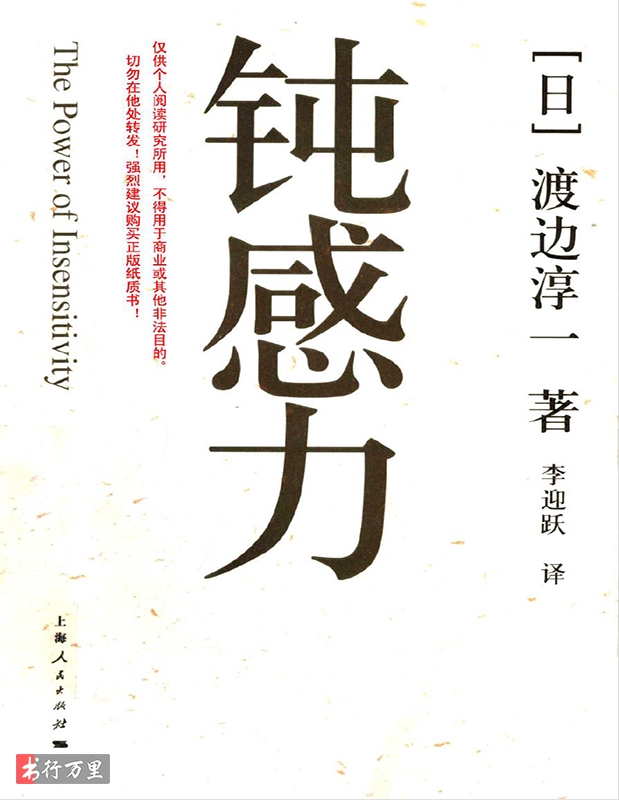 [日] 渡边淳一 著
李迎跃 译
钝感力
仅供个人阅读研究所用，不得用于商业或其他非法目的。
切勿在他处转发！强烈建议购买正版纸质书！
The Power of Insensitivity
上海人民出版社
书行万里